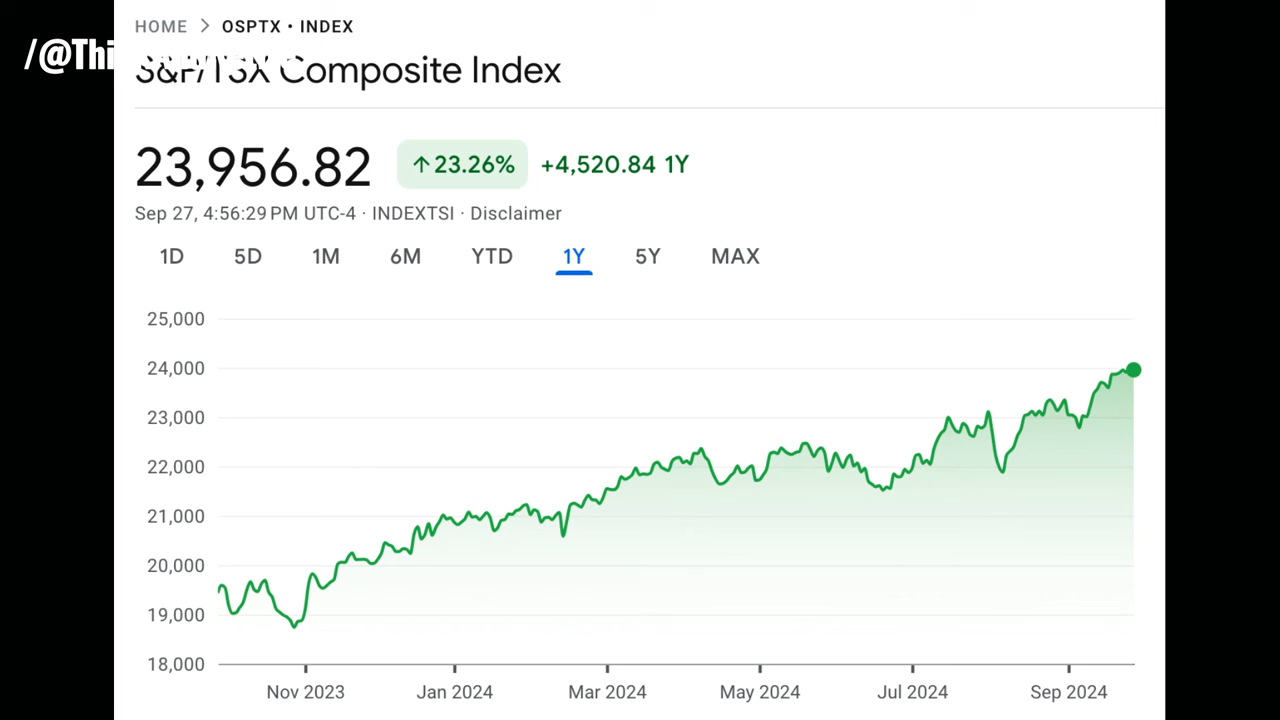 HOME > OSPTX • INDEX
/@Thi
S&P/TSX Composite Index
23,956.82 ↑23.26% +4,520.84 1Y
Sep 27, 4:56:29 PM UTC-4 · INDEXTSI · Disclaimer
1D 5D 1M 6M YTD 1Y 5Y MAX
25,000
24,000
23,000
22,000
21,000
20,000
19,000
18,000
Nov 2023 Jan 2024 Mar 2024 May 2024 Jul 2024 Sep 2024